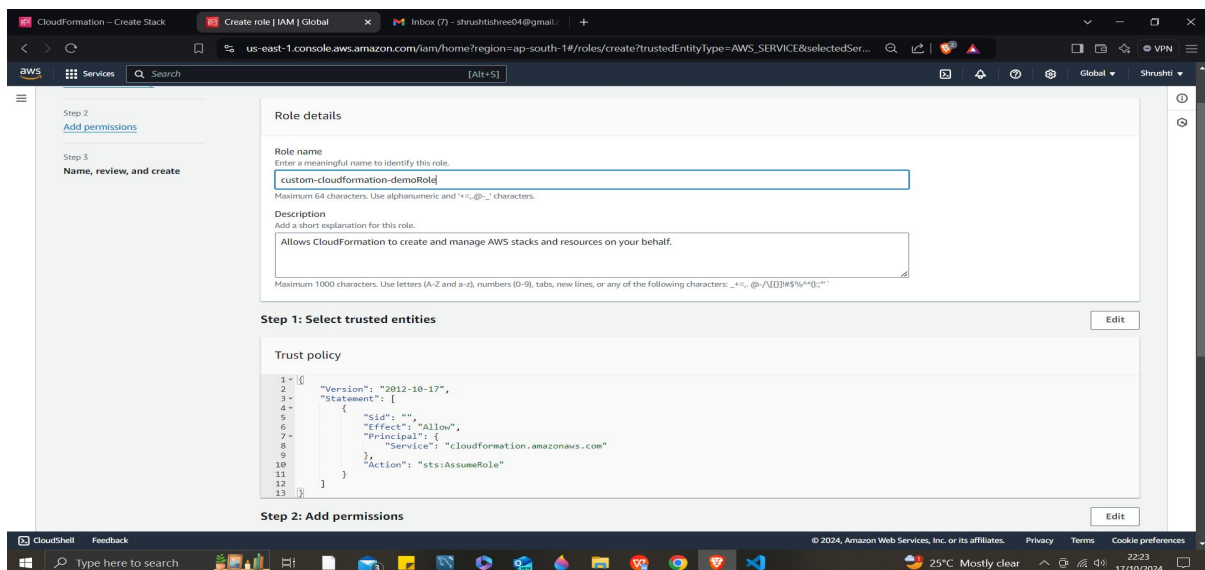 CloudFormation – Create Stack
Create role | IAM | Global
Inbox (7) - shrushtishree04@gmail.c
us-east-1.console.aws.amazon.com/iam/home?region=ap-south-1#/roles/create?trustedEntityType=AWS_SERVICE&selectedSer...
VPN
aws
Services
Search
[Alt+S]
Global
Shrushti
Step 2
Add permissions
Step 3
Name, review, and create
Role details
Role name
Enter a meaningful name to identify this role.
custom-cloudformation-demoRole
Maximum 64 characters. Use alphanumeric and '+=,.@-_' characters.
Description
Add a short explanation for this role.
Allows CloudFormation to create and manage AWS stacks and resources on your behalf.
Maximum 1000 characters. Use letters (A-Z and a-z), numbers (0-9), tabs, new lines, or any of the following characters:
Step 1: Select trusted entities
Edit
Trust policy
1 {
2 "Version": "2012-10-17",
3 "Statement": [
4 {
5 "Sid": "",
6 "Effect": "Allow",
7 "Principal": {
8 "Service": "cloudformation.amazonaws.com"
9 },
10 "Action": "sts:AssumeRole"
11 }
12 ]
13 }
Step 2: Add permissions
Edit
CloudShell
Feedback
© 2024, Amazon Web Services, Inc. or its affiliates.
Privacy
Terms
Cookie preferences
Type here to search
25°C Mostly clear
22:23
17/10/2024